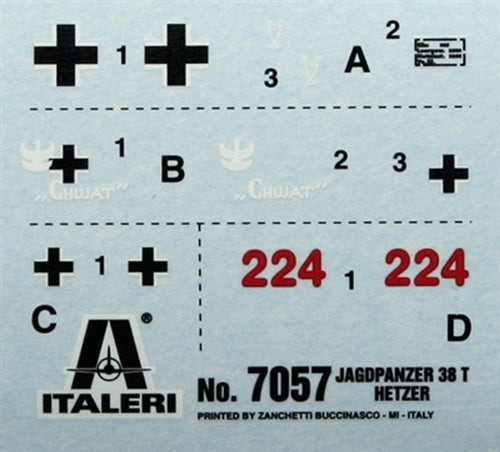 1
3
A
2
„Chwat”
1
B
„Chwat”
2
3
1
C
224
1
224
D
®
ITALERI
No. 7057
JAGDPANZER 38 T
HETZER
PRINTED BY ZANCHETTI BUCCINASCO - MI - ITALY